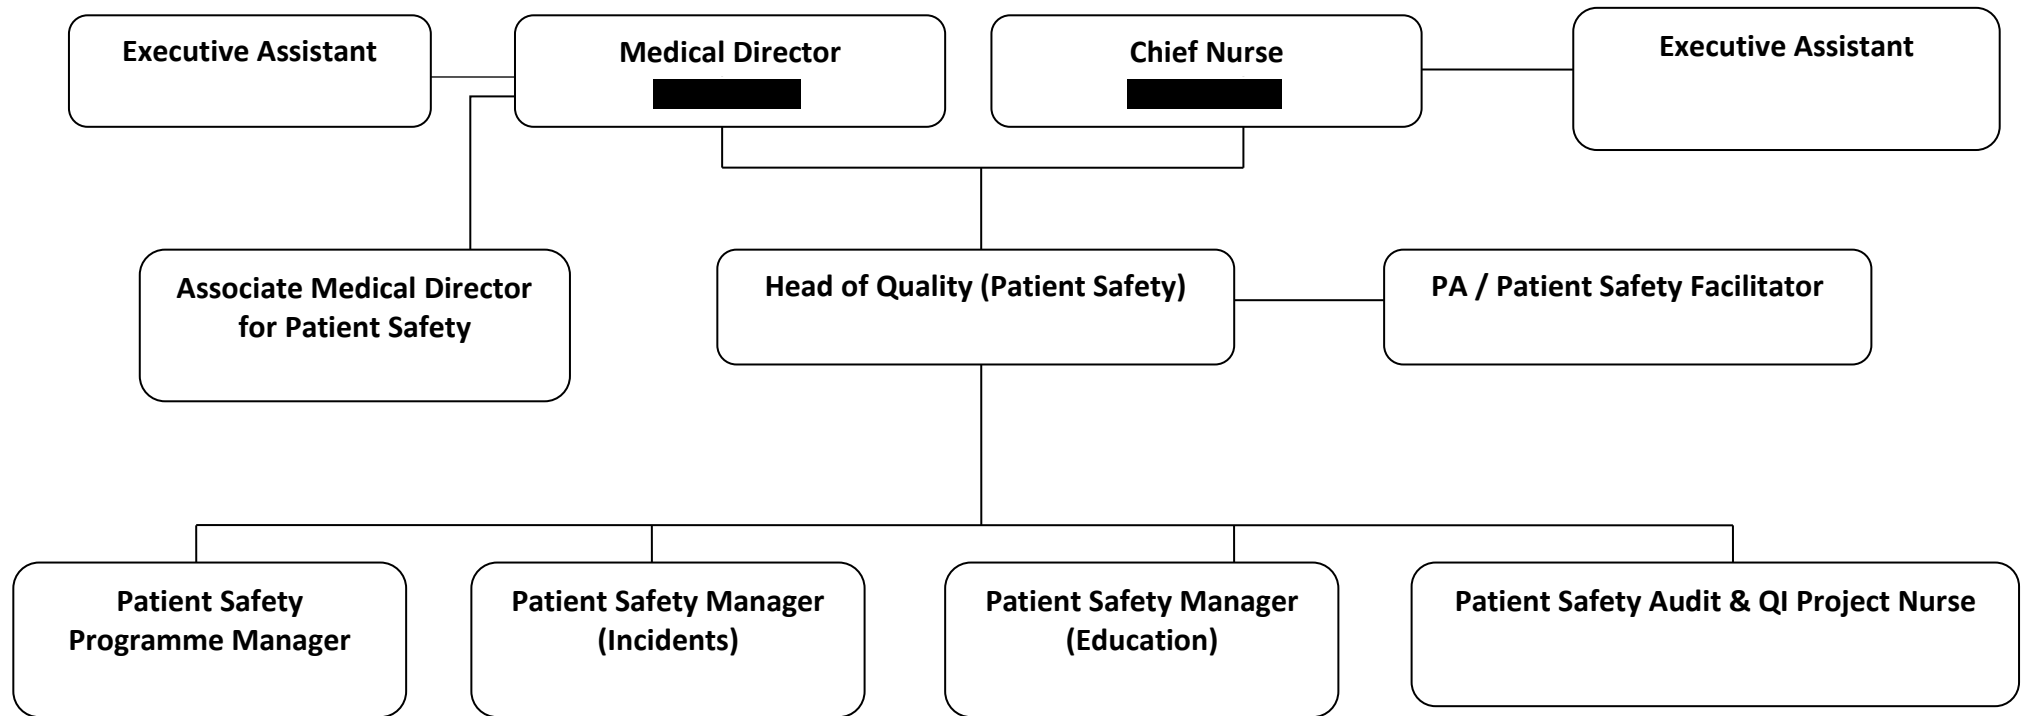 Executive Assistant
Medical Director
Chief Nurse
Executive Assistant
Associate Medical Director
for Patient Safety
Head of Quality (Patient Safety)
PA / Patient Safety Facilitator
Patient Safety
Programme Manager
Patient Safety Manager
(Incidents)
Patient Safety Manager
(Education)
Patient Safety Audit & QI Project Nurse